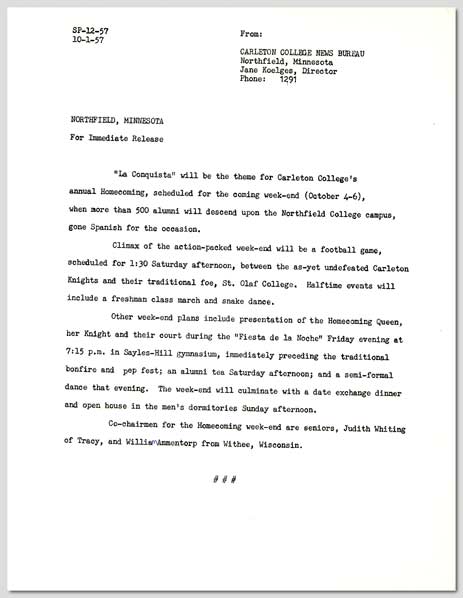 SP-12-57
10-1-57
From:
CARLETON COLLEGE NEWS BUREAU
Northfield, Minnesota
Jane Koelges, Director
Phone: 1291
NORTHFIELD, MINNESOTA
For Immediate Release
"La Conquista" will be the theme for Carleton College's
annual Homecoming, scheduled for the coming week-end (October 4-6),
when more than 500 alumni will descend upon the Northfield College campus,
gone Spanish for the occasion.
Climax of the action-packed week-end will be a football game,
scheduled for 1:30 Saturday afternoon, between the as-yet undefeated Carleton
Knights and their traditional foe, St. Olaf College. Halftime events will
include a freshman class march and snake dance.
Other week-end plans include presentation of the Homecoming Queen,
her Knight and their court during the "Fiesta de la Noche" Friday evening at
7:15 p.m. in Sayles-Hill gymnasium, immediately preceding the traditional
bonfire and pep fest; an alumni tea Saturday afternoon; and a semi-formal
dance that evening. The week-end will culminate with a date exchange dinner
and open house in the men's dormitories Sunday afternoon.
Co-chairmen for the Homecoming week-end are seniors, Judith Whiting
of Tracy, and William Ammentorp from Withee, Wisconsin.
# # #